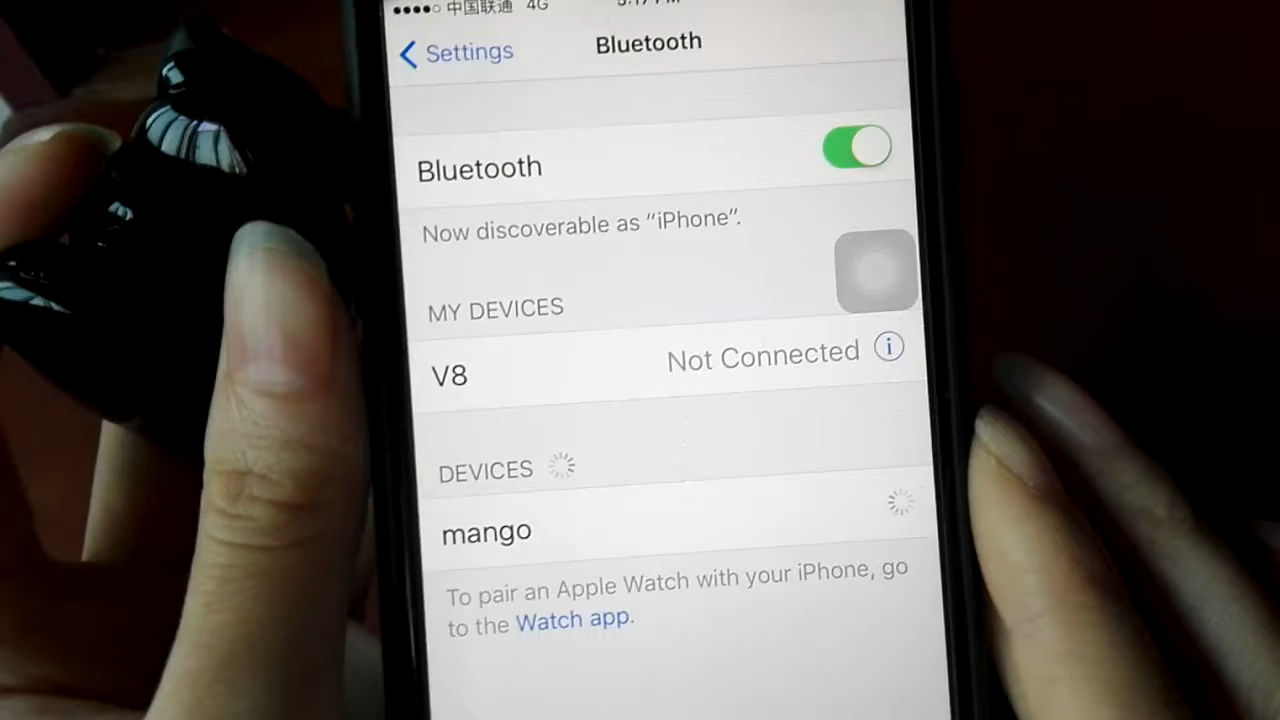 中国联通 4G
Settings
Bluetooth
Bluetooth
Now discoverable as “iPhone”.
MY DEVICES
V8
Not Connected
DEVICES
mango
To pair an Apple Watch with your iPhone, go
to the Watch app.